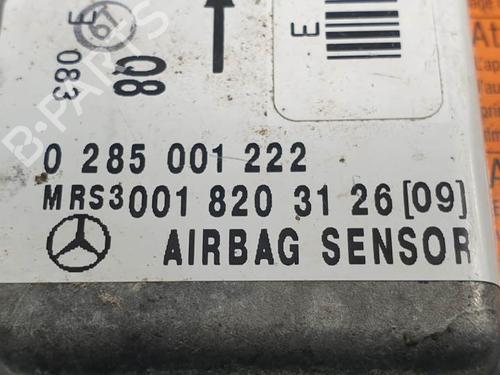 E
083
Q8
E
0 285 001 222
MRS3 001 820 31 26 [09]
AIRBAG SENSOR
B-PARTS